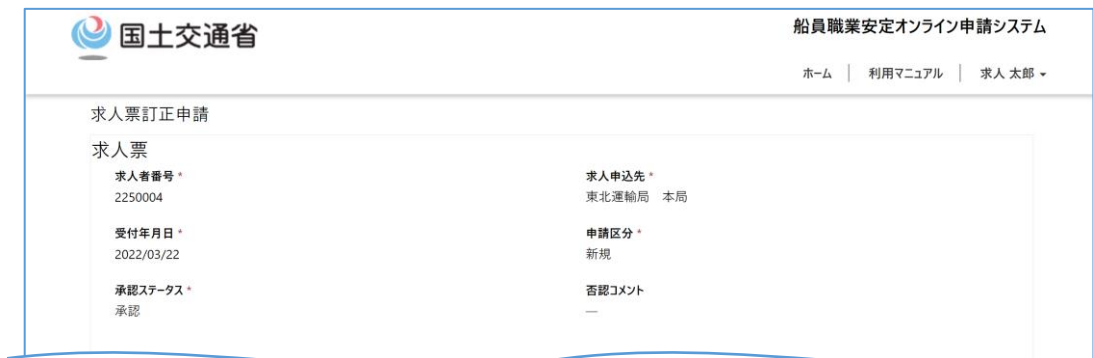 国土交通省
船員職業安定オンライン申請システム
ホーム │ 利用マニュアル │ 求人 太郎
求人票訂正申請
求人票
求人者番号 *
2250004
求人申込先 *
東北運輸局　本局
受付年月日 *
2022/03/22
申請区分 *
新規
承認ステータス *
承認
否認コメント
―